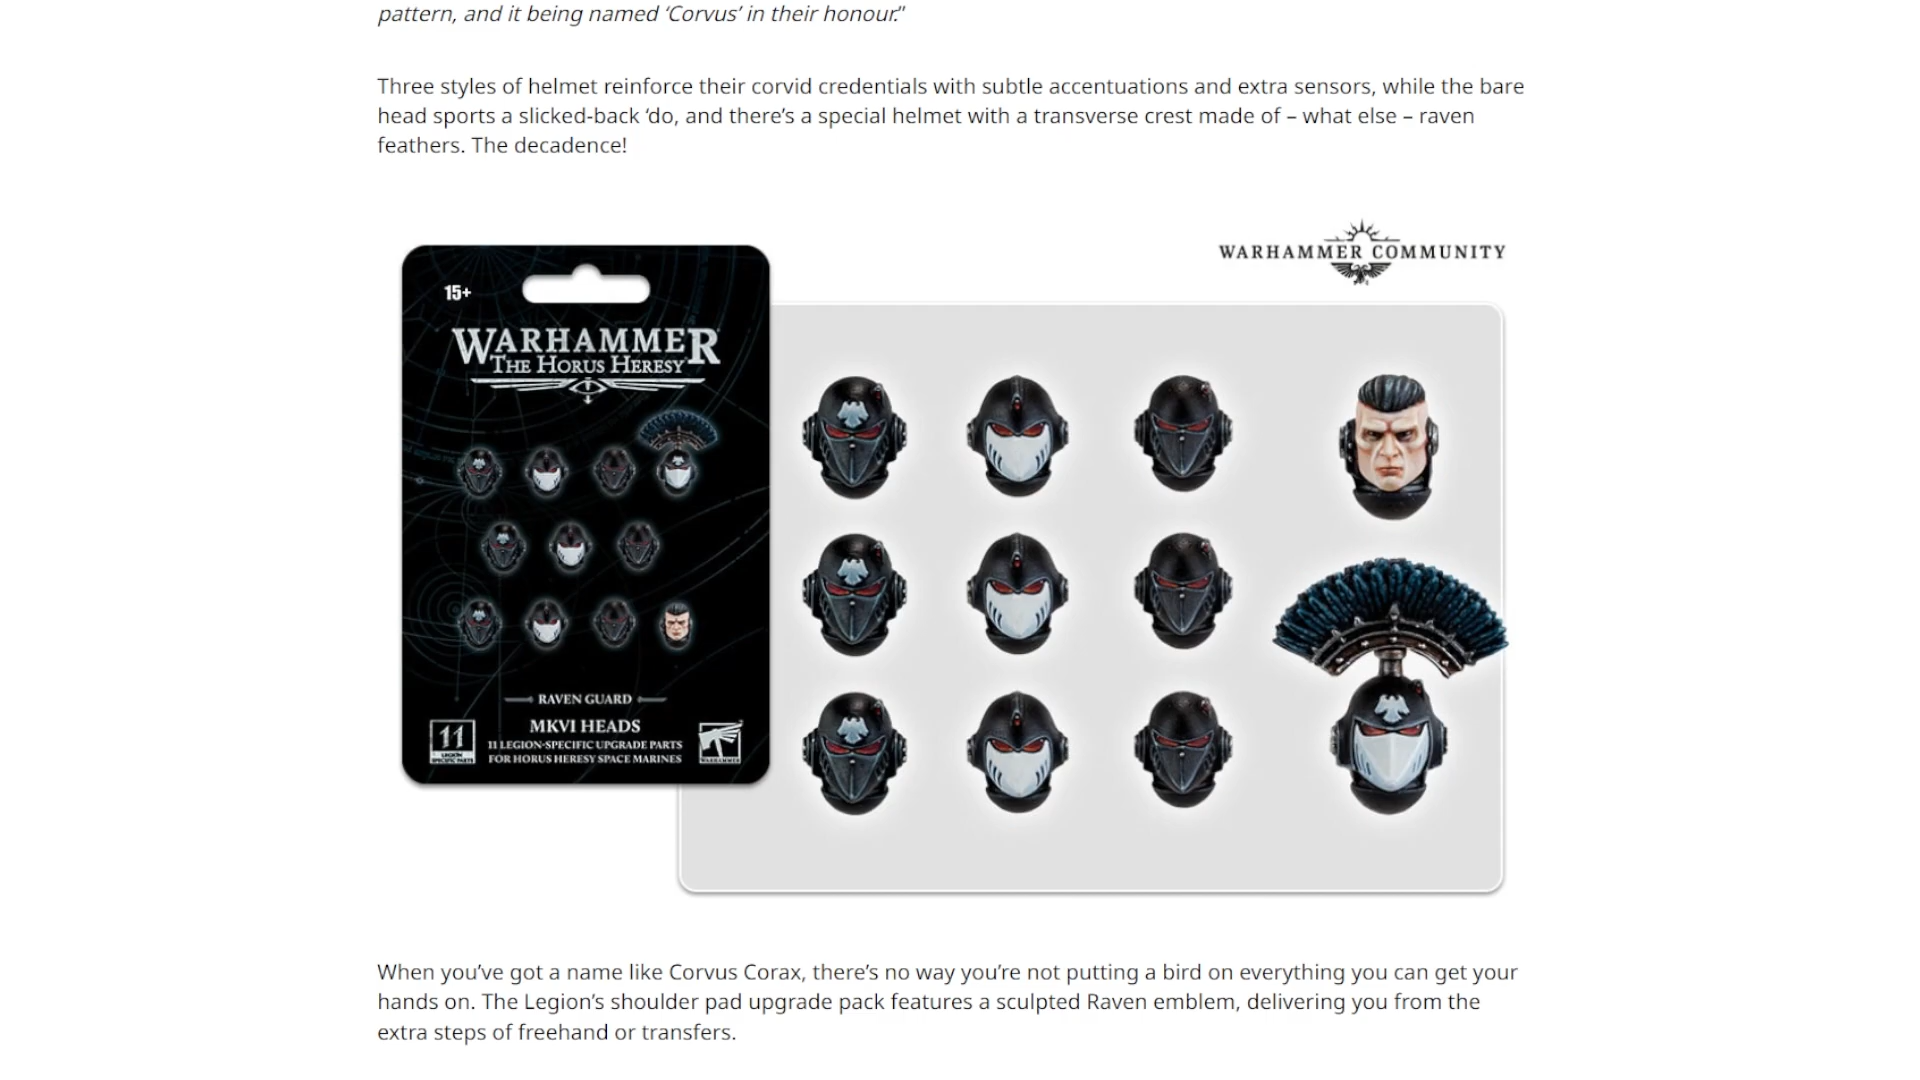 pattern, and it being named ‘Corvus’ in their honour.”
Three styles of helmet reinforce their corvid credentials with subtle accentuations and extra sensors, while the bare
head sports a slicked-back ‘do, and there’s a special helmet with a transverse crest made of – what else – raven
feathers. The decadence!
WARHAMMER COMMUNITY
15+
WARHAMMER
THE HORUS HERESY
RAVEN GUARD
MKVI HEADS
11 LEGION-SPECIFIC UPGRADE PARTS
FOR HORUS HERESY SPACE MARINES
11
LEGION
SPECIFIC PARTS
WARHAMMER
When you’ve got a name like Corvus Corax, there’s no way you’re not putting a bird on everything you can get your
hands on. The Legion’s shoulder pad upgrade pack features a sculpted Raven emblem, delivering you from the
extra steps of freehand or transfers.